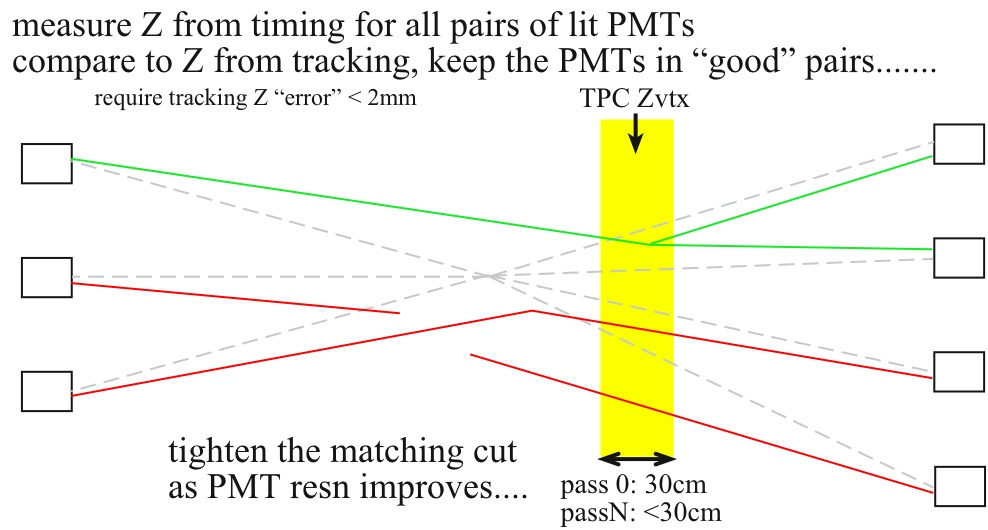 measure Z from timing for all pairs of lit PMTs
compare to Z from tracking, keep the PMTs in “good” pairs.......
require tracking Z “error” < 2mm
TPC Zvtx
tighten the matching cut
as PMT resn improves....
pass 0: 30cm
passN: <30cm